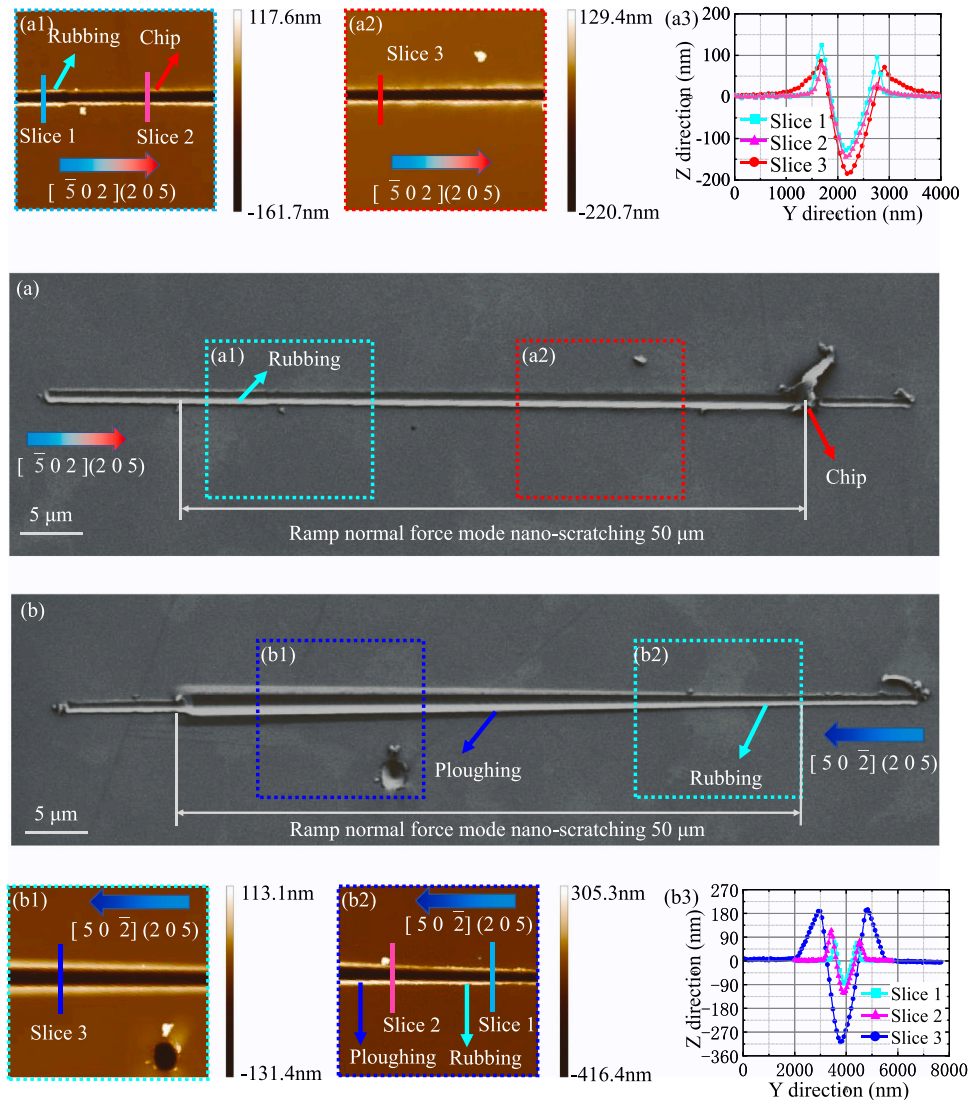 (a1)
Rubbing
Chip
Slice 1
Slice 2
[ 5̅ 0 2 ](2 0 5)
117.6nm
-161.7nm
(a2)
Slice 3
[ 5̅ 0 2 ](2 0 5)
129.4nm
-220.7nm
(a3)
Z direction (nm)
200
100
0
-100
-200
Slice 1
Slice 2
Slice 3
0 1000 2000 3000 4000
Y direction (nm)
(a)
(a1)
Rubbing
(a2)
[ 5̅ 0 2 ](2 0 5)
Chip
5 μm
Ramp normal force mode nano-scratching 50 μm
(b)
(b1)
(b2)
Ploughing
Rubbing
[ 5 0 2̅ ](2 0 5)
5 μm
Ramp normal force mode nano-scratching 50 μm
(b1)
[ 5 0 2̅ ](2 0 5)
Slice 3
113.1nm
-131.4nm
(b2)
[ 5 0 2̅ ](2 0 5)
Slice 2
Slice 1
Ploughing
Rubbing
305.3nm
-416.4nm
(b3)
Z direction (nm)
270
180
90
0
-90
-180
-270
-360
Slice 1
Slice 2
Slice 3
0 2000 4000 6000 8000
Y direction (nm)